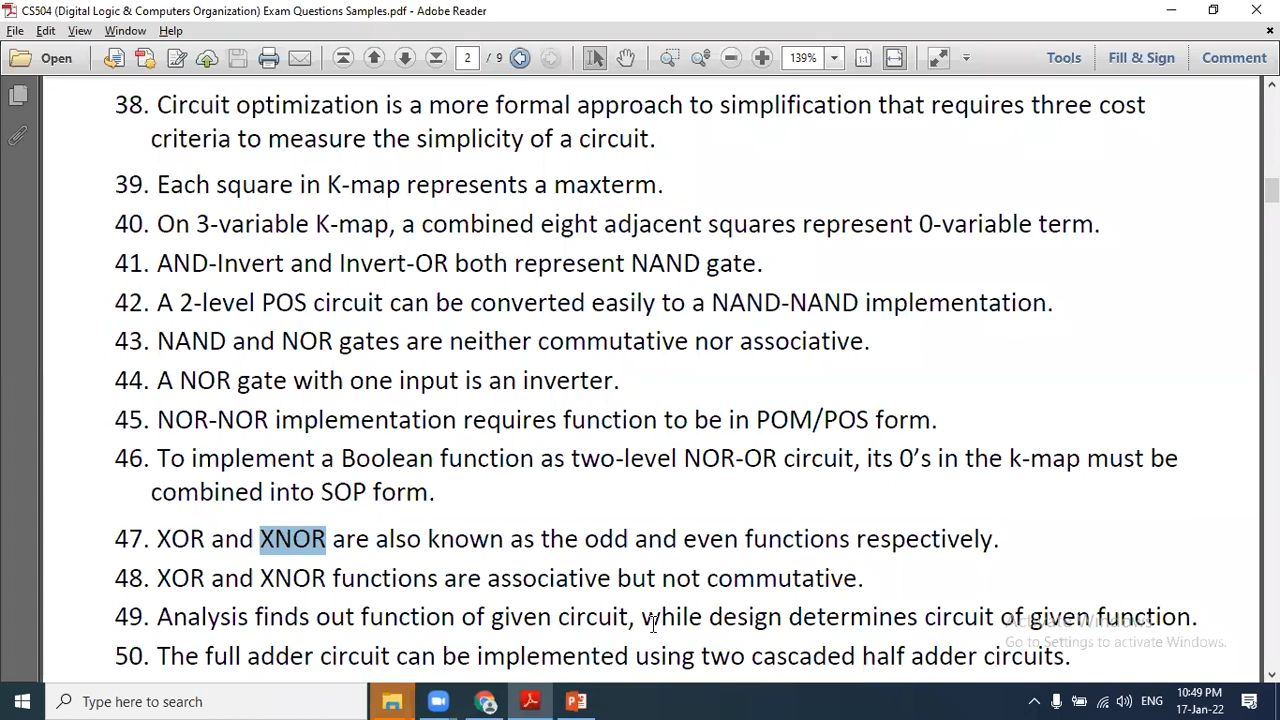 CS504 (Digital Logic & Computers Organization) Exam Questions Samples.pdf - Adobe Reader
File Edit View Window Help
Open 2 / 9 139% Tools Fill & Sign Comment
38. Circuit optimization is a more formal approach to simplification that requires three cost
criteria to measure the simplicity of a circuit.
39. Each square in K-map represents a maxterm.
40. On 3-variable K-map, a combined eight adjacent squares represent 0-variable term.
41. AND-Invert and Invert-OR both represent NAND gate.
42. A 2-level POS circuit can be converted easily to a NAND-NAND implementation.
43. NAND and NOR gates are neither commutative nor associative.
44. A NOR gate with one input is an inverter.
45. NOR-NOR implementation requires function to be in POM/POS form.
46. To implement a Boolean function as two-level NOR-OR circuit, its 0’s in the k-map must be
combined into SOP form.
47. XOR and XNOR are also known as the odd and even functions respectively.
48. XOR and XNOR functions are associative but not commutative.
49. Analysis finds out function of given circuit, while design determines circuit of given function.
Activate Windows
Go to Settings to activate Windows.
50. The full adder circuit can be implemented using two cascaded half adder circuits.
Type here to search
ENG
10:49 PM
17-Jan-22